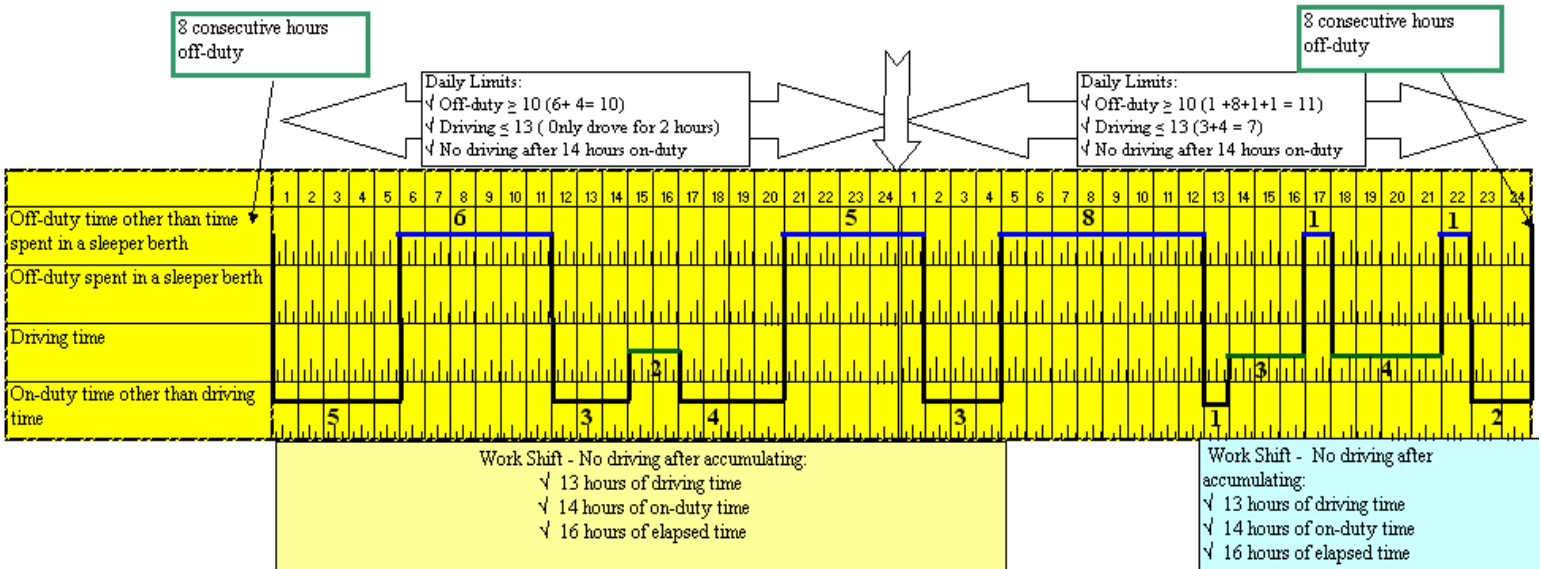 8 consecutive hours
off-duty
8 consecutive hours
off-duty
Daily Limits:
√ Off-duty ≥ 10 (6+ 4= 10)
√ Driving ≤ 13 ( Only drove for 2 hours)
√ No driving after 14 hours on-duty
Daily Limits:
√ Off-duty ≥ 10 (1 +8+1+1 = 11)
√ Driving ≤ 13 (3+4 = 7)
√ No driving after 14 hours on-duty
1 2 3 4 5 6 7 8 9 10 11 12 13 14 15 16 17 18 19 20 21 22 23 24 1 2 3 4 5 6 7 8 9 10 11 12 13 14 15 16 17 18 19 20 21 22 23 24
Off-duty time other than time
spent in a sleeper berth
6 5 8 1 1
Off-duty spent in a sleeper berth
Driving time
2 3 4
On-duty time other than driving
time
5 3 4 3 1 2
Work Shift - No driving after accumulating:
√ 13 hours of driving time
√ 14 hours of on-duty time
√ 16 hours of elapsed time
Work Shift - No driving after
accumulating:
√ 13 hours of driving time
√ 14 hours of on-duty time
√ 16 hours of elapsed time